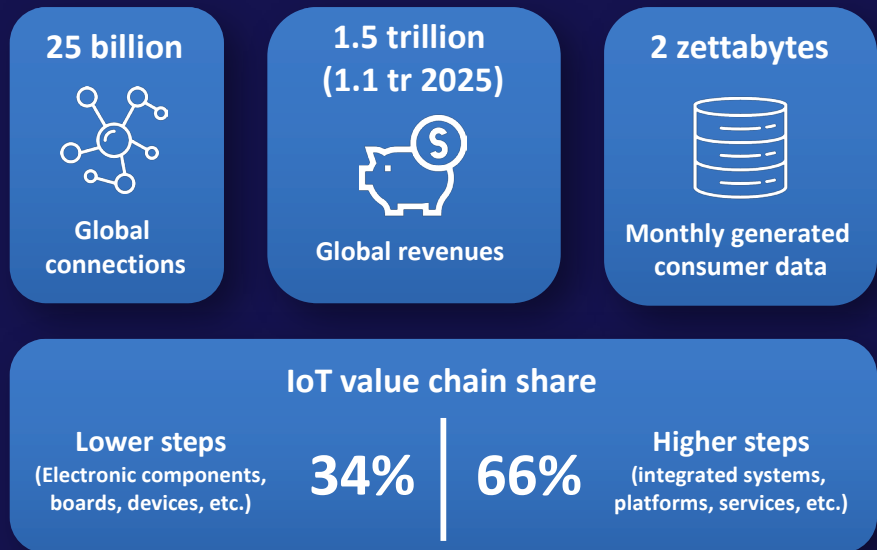 25 billion
Global
connections
1.5 trillion
(1.1 tr 2025)
$
Global revenues
2 zettabytes
Monthly generated
consumer data
IoT value chain share
Lower steps
(Electronic components,
boards, devices, etc.)
34%
66%
Higher steps
(integrated systems,
platforms, services, etc.)